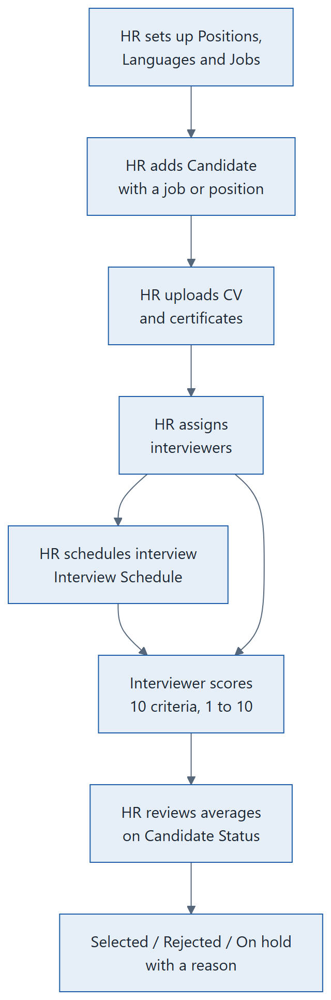 HR sets up Positions,
Languages and Jobs
HR adds Candidate
with a job or position
HR uploads CV
and certificates
HR assigns
interviewers
HR schedules interview
Interview Schedule
Interviewer scores
10 criteria, 1 to 10
HR reviews averages
on Candidate Status
Selected / Rejected / On hold
with a reason